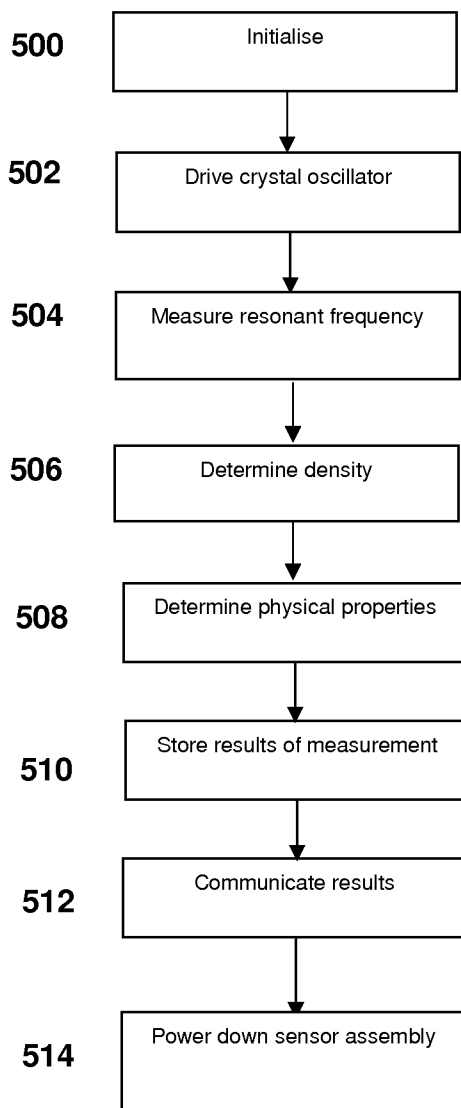 500
Initialise
502
Drive crystal oscillator
504
Measure resonant frequency
506
Determine density
508
Determine physical properties
510
Store results of measurement
512
Communicate results
514
Power down sensor assembly